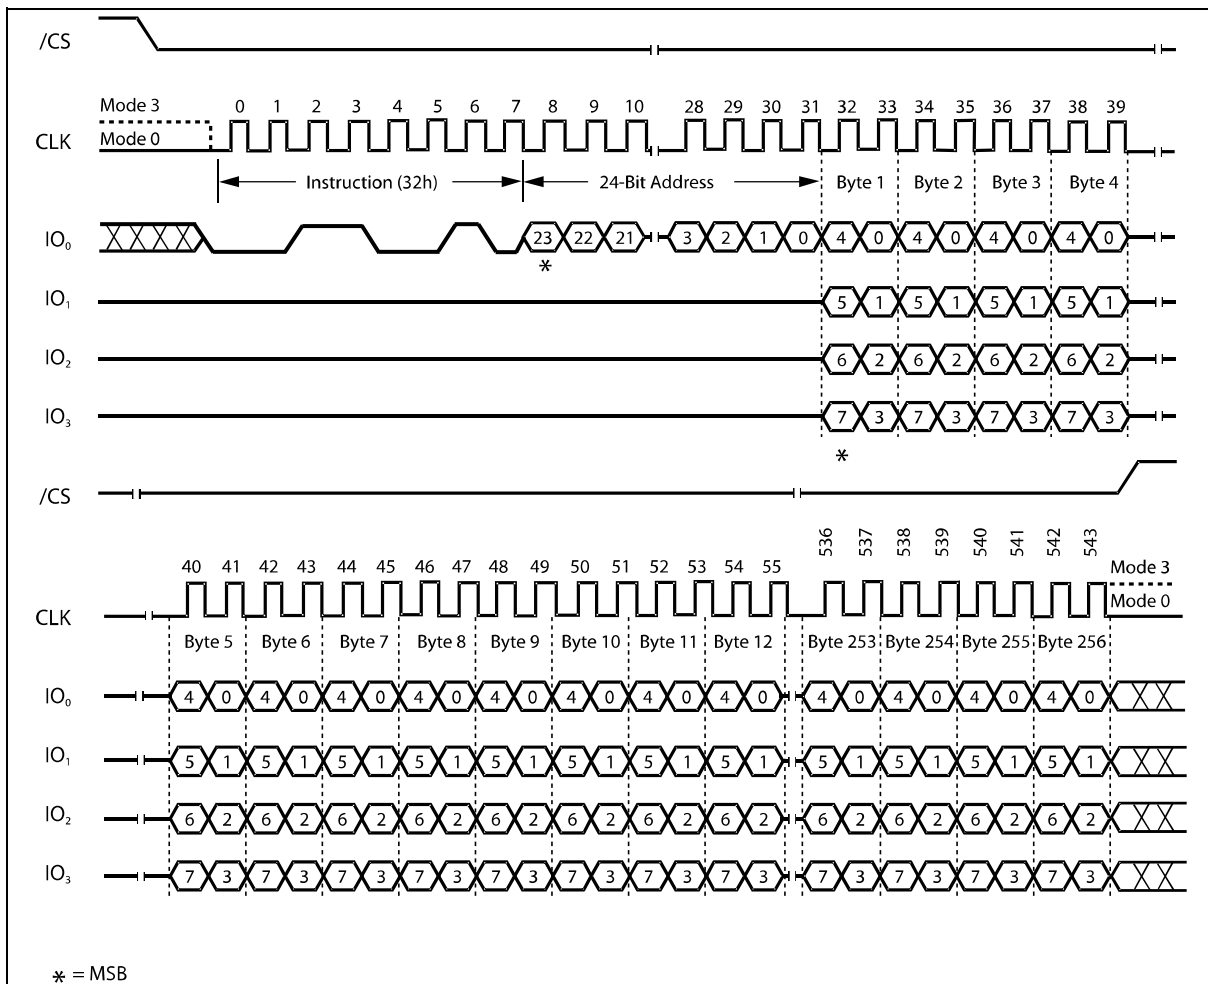 /CS
Mode 3
0 1 2 3 4 5 6 7 8 9 10 28 29 30 31 32 33 34 35 36 37 38 39
CLK
Mode 0
Instruction (32h) 24-Bit Address Byte 1 Byte 2 Byte 3 Byte 4
IO0 23 22 21 3 2 1 0 4 0 4 0 4 0 4 0
*
IO1 5 1 5 1 5 1 5 1
IO2 6 2 6 2 6 2 6 2
IO3 7 3 7 3 7 3 7 3
*
/CS
536 537 538 539 540 541 542 543
40 41 42 43 44 45 46 47 48 49 50 51 52 53 54 55 Mode 3
CLK Mode 0
Byte 5 Byte 6 Byte 7 Byte 8 Byte 9 Byte 10 Byte 11 Byte 12 Byte 253 Byte 254 Byte 255 Byte 256
IO0 4 0 4 0 4 0 4 0 4 0 4 0 4 0 4 0 4 0 4 0 4 0 4 0
IO1 5 1 5 1 5 1 5 1 5 1 5 1 5 1 5 1 5 1 5 1 5 1 5 1
IO2 6 2 6 2 6 2 6 2 6 2 6 2 6 2 6 2 6 2 6 2 6 2 6 2
IO3 7 3 7 3 7 3 7 3 7 3 7 3 7 3 7 3 7 3 7 3 7 3 7 3
* = MSB